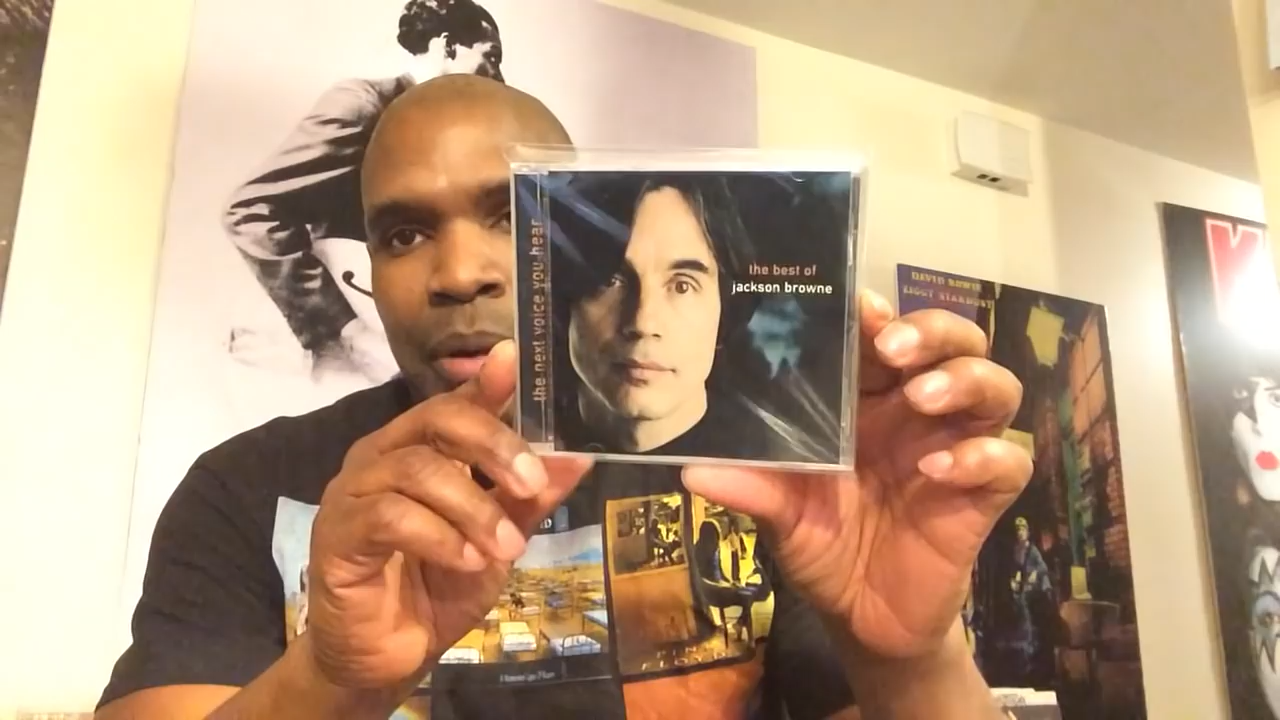 the next voice you hear
the best of
jackson browne
DAVID BOWIE
ZIGGY STARDUST
PINK
FLOYD